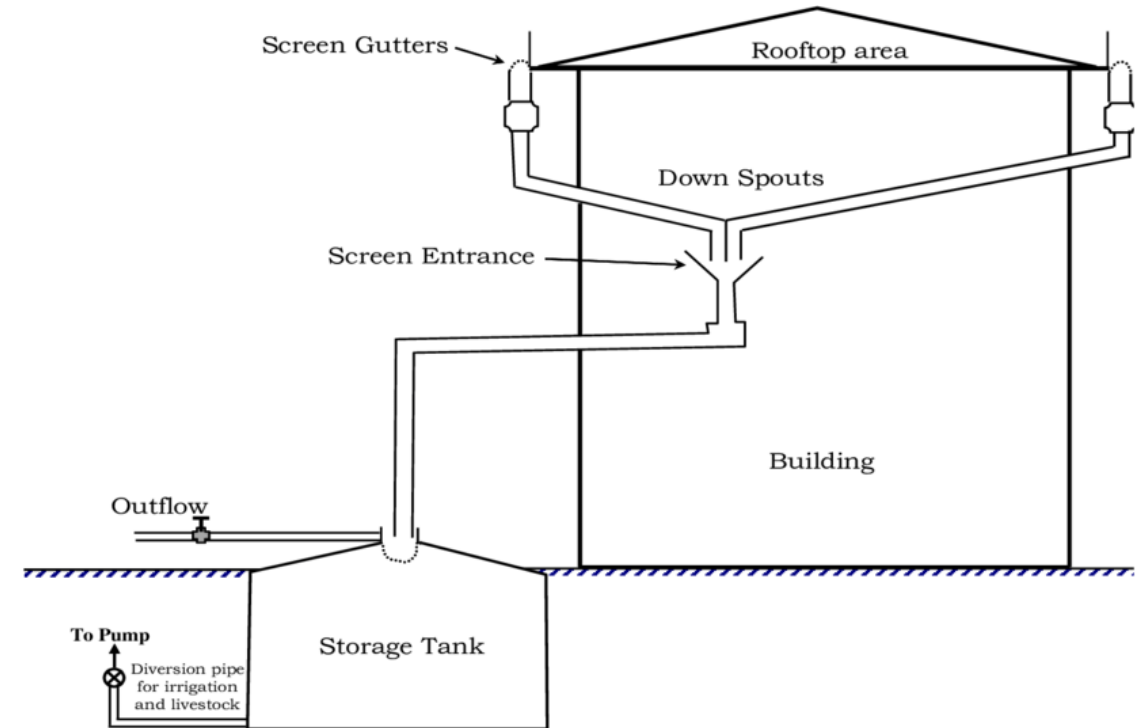 Screen Gutters
Rooftop area
Down Spouts
Screen Entrance
Building
Outflow
To Pump
Storage Tank
Diversion pipe
for irrigation
and livestock